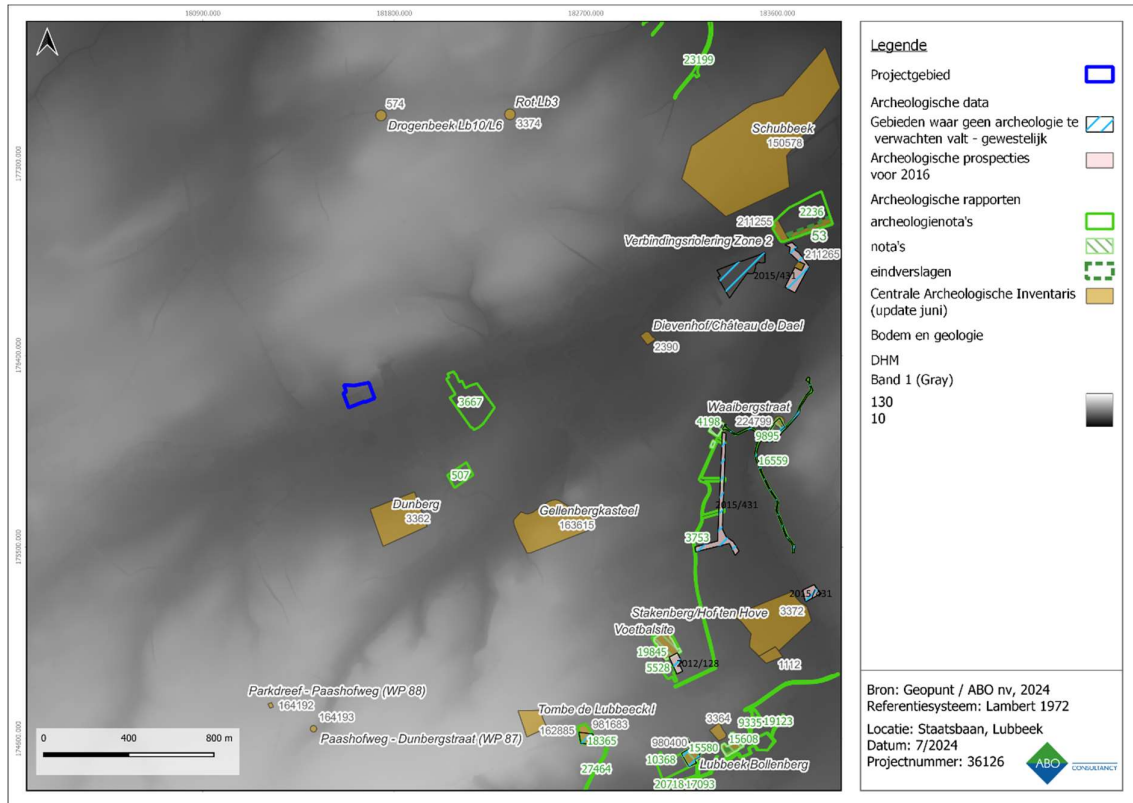 180900.000
181800.000
182700.000
183600.000
177300.000
176400.000
175500.000
174600.000
23199
574
Drogenbeek Lb10/L6
Rot-Lb3
3374
Schubbeek
150578
211255
2236
53
Verbindingsriolering Zone 2
211265
2015/431
Dievenhof/Château de Dael
2390
3667
Waaibergstraat
4198
224799
9895
507
16559
Dunberg
3362
Gellenbergkasteel
163615
2015/431
3753
2015/431
Stakenberg/Hof ten Hove
3372
Voetbalsite
19845
2012/128
5528
1112
Parkdreef - Paashofweg (WP 88)
164192
164193
Paashofweg - Dunbergstraat (WP 87)
Tombe de Lubbeeck I
162885
981683
18365
3364
9335
19123
980400
15580
15608
10368
Lubbeek Bollenberg
27464
20718
17093
0 400 800 m
Legende
Projectgebied
Archeologische data
Gebieden waar geen archeologie te
verwachten valt - gewestelijk
Archeologische prospecties
voor 2016
Archeologische rapporten
archeologienota's
nota's
eindverslagen
Centrale Archeologische Inventaris
(update juni)
Bodem en geologie
DHM
Band 1 (Gray)
130
10
Bron: Geopunt / ABO nv, 2024
Referentiesysteem: Lambert 1972
Locatie: Staatsbaan, Lubbeek
Datum: 7/2024
Projectnummer: 36126
ABO
CONSULTANCY